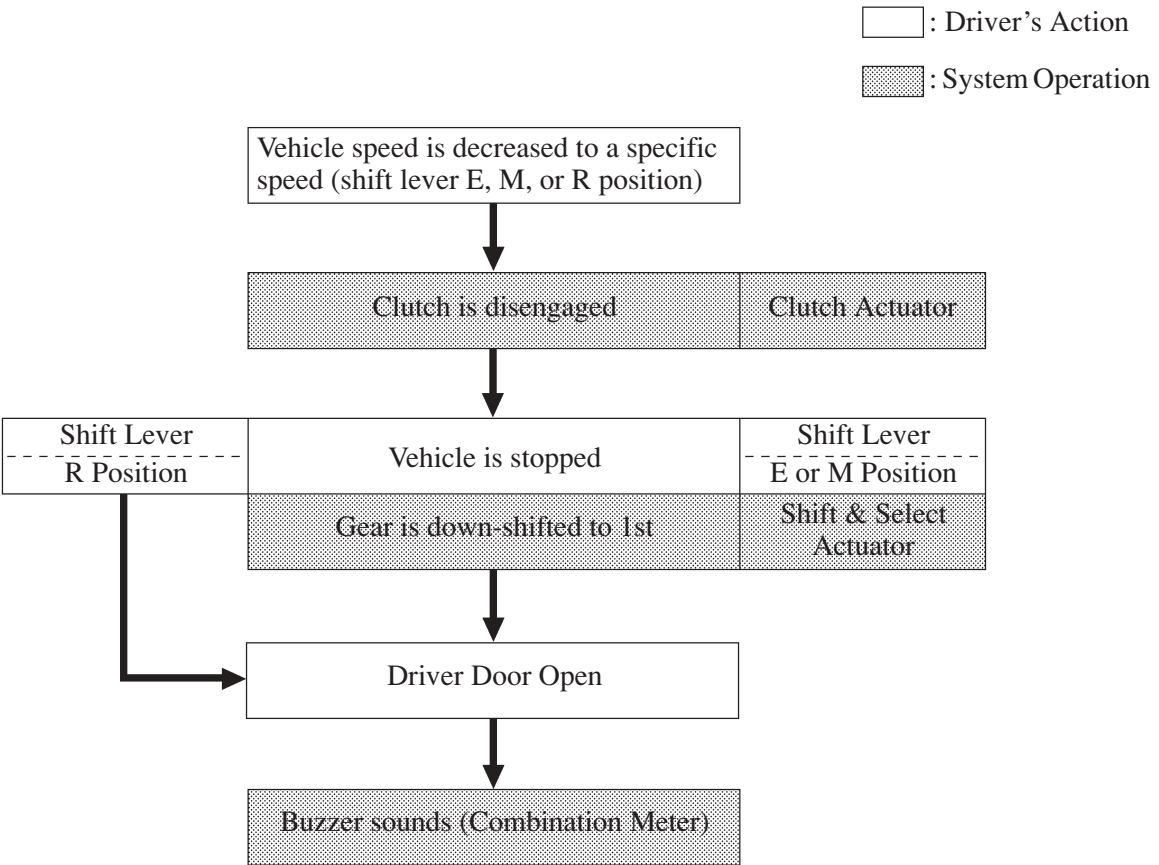 : Driver’s Action
: System Operation
Vehicle speed is decreased to a specific
speed (shift lever E, M, or R position)
Clutch is disengaged
Clutch Actuator
Shift Lever
R Position
Vehicle is stopped
Shift Lever
E or M Position
Gear is down-shifted to 1st
Shift & Select
Actuator
Driver Door Open
Buzzer sounds (Combination Meter)